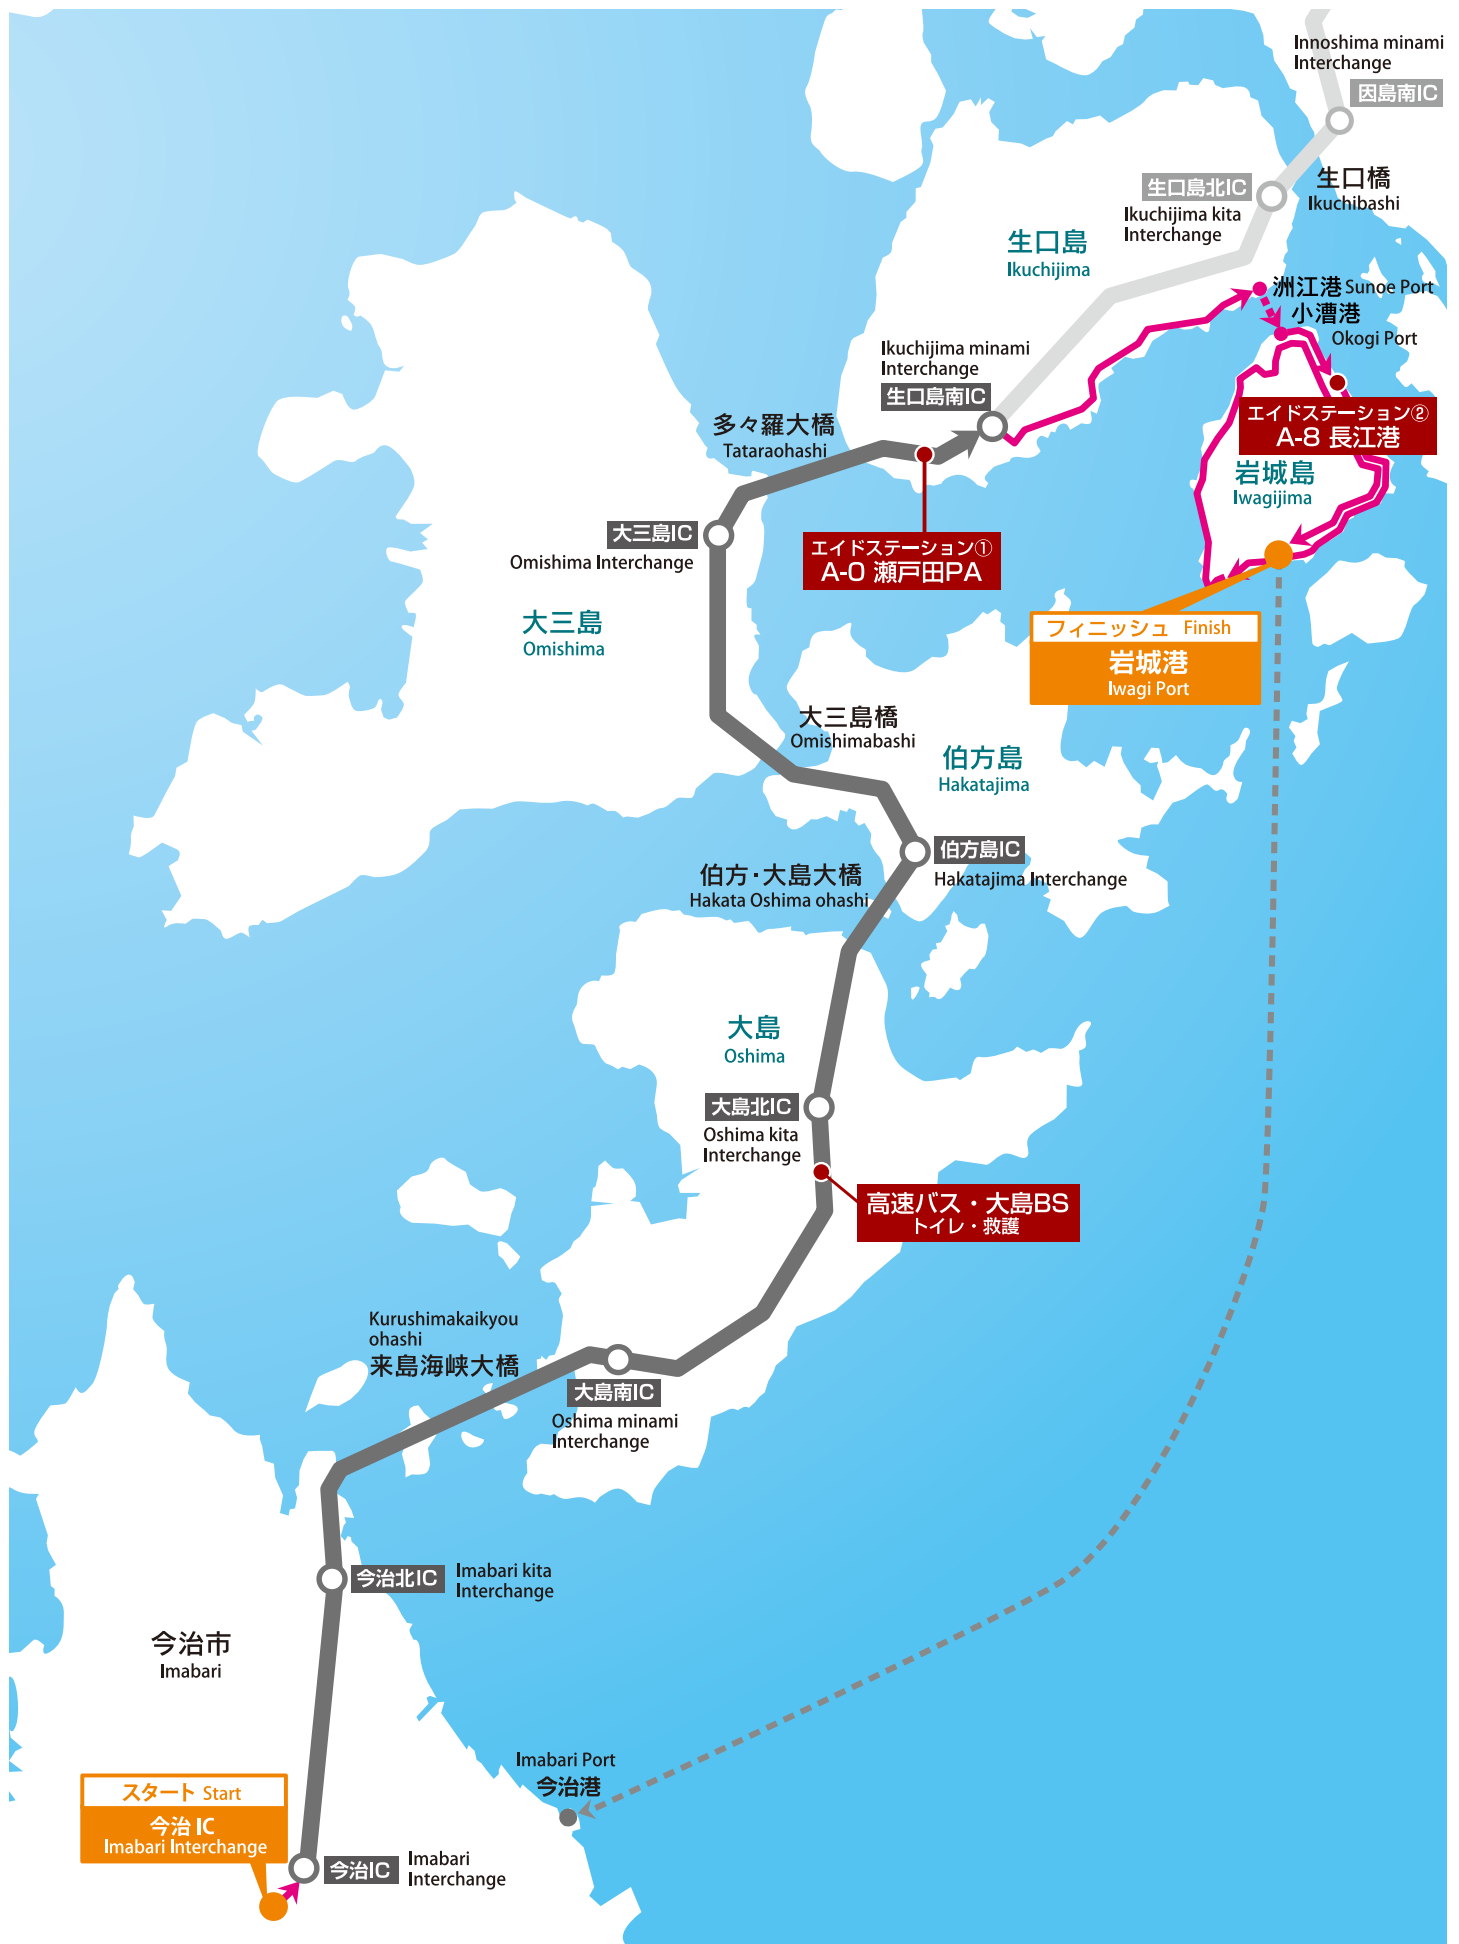 Innoshima minami
Interchange
因島南IC
生口島北IC
Ikuchijima kita
Interchange
生口橋
Ikuchibashi
生口島
Ikuchijima
洲江港 Sunoe Port
小漕港
Okogi Port
Ikuchijima minami
Interchange
生口島南IC
エイドステーション②
A-8 長江港
多々羅大橋
Tataraohashi
岩城島
Iwagijima
大三島IC
Omishima Interchange
エイドステーション①
A-0 瀬戸田PA
大三島
Omishima
フィニッシュ Finish
岩城港
Iwagi Port
大三島橋
Omishimabashi
伯方島
Hakatajima
伯方島IC
Hakatajima Interchange
伯方・大島大橋
Hakata Oshima ohashi
大島
Oshima
大島北IC
Oshima kita
Interchange
高速バス・大島BS
トイレ・救護
Kurushimakaikyou
ohashi
来島海峡大橋
大島南IC
Oshima minami
Interchange
今治北IC
Imabari kita
Interchange
今治市
Imabari
Imabari Port
今治港
スタート Start
今治 IC
Imabari Interchange
今治IC
Imabari
Interchange